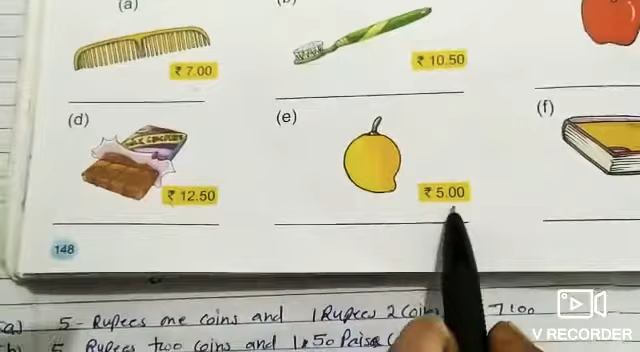 (a)
(b)
₹ 7.00
₹ 10.50
(d)
(e)
(f)
₹ 12.50
₹ 5.00
148
a) 5 - Rupees one coins and 1 Rupees 2 coins 7.00
b) 5 Rupees two coins and 1, 50 Paise
V RECORDER